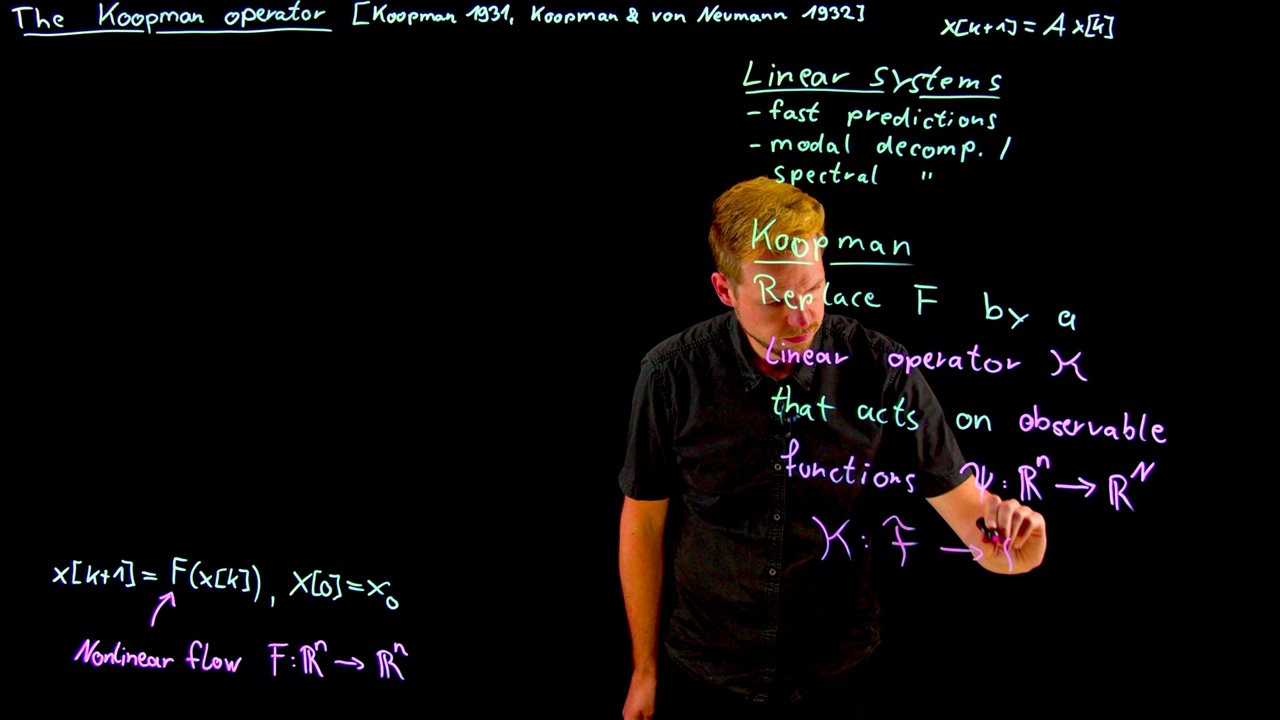 The Koopman operator [Koopman 1931, Koopman & von Neumann 1932]
x[k+1] = A x[k]
Linear systems
- fast predictions
- modal decomp. /
spectral "
Koopman
Replace F by a
linear operator K
that acts on observable
functions Ψ: ℝⁿ → ℝᴺ
K: F →
x[k+1] = F(x[k]), x[0] = x₀
Nonlinear flow F: ℝⁿ → ℝⁿ